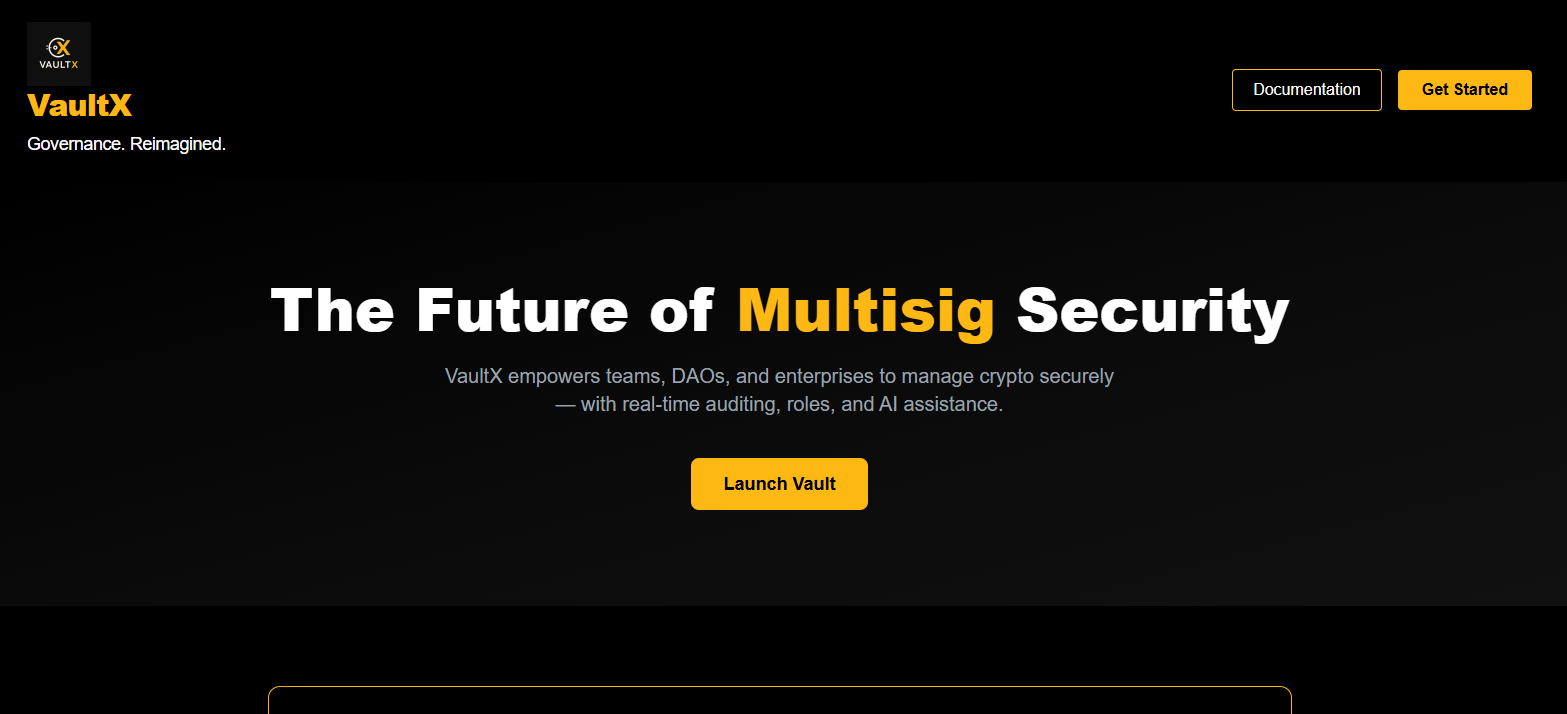 VAULTX
VaultX
Governance. Reimagined.
Documentation
Get Started
The Future of Multisig Security
VaultX empowers teams, DAOs, and enterprises to manage crypto securely
— with real-time auditing, roles, and AI assistance.
Launch Vault